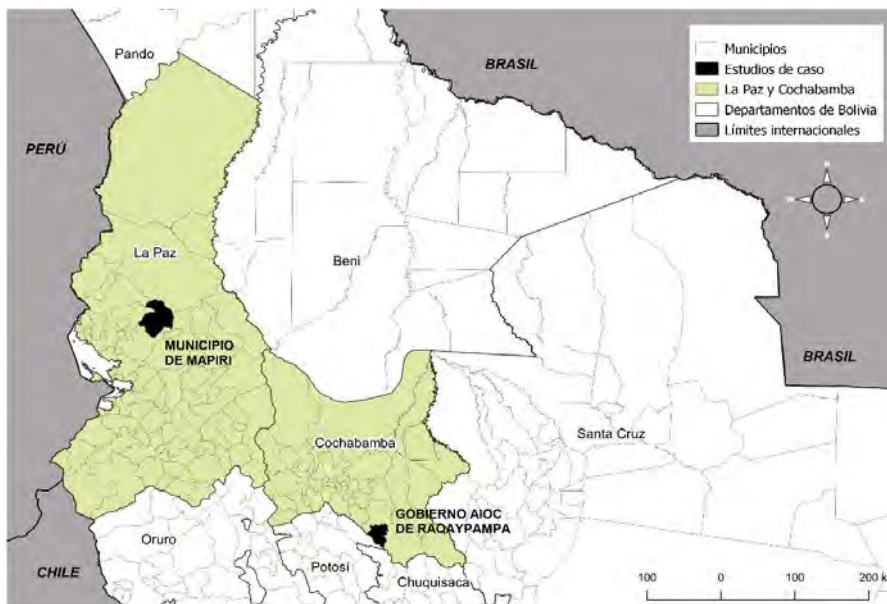 Pando
BRASIL
Municipios
Estudios de caso
La Paz y Cochabamba
Departamentos de Bolivia
Límites internacionales
PERÚ
La Paz
Beni
MUNICIPIO
DE MAPIRI
BRASIL
Cochabamba
Santa Cruz
GOBIERNO AIOC
DE RAQAYPAMPA
Oruro
Potosí
Chuquisaca
CHILE
100 0 100 200 k